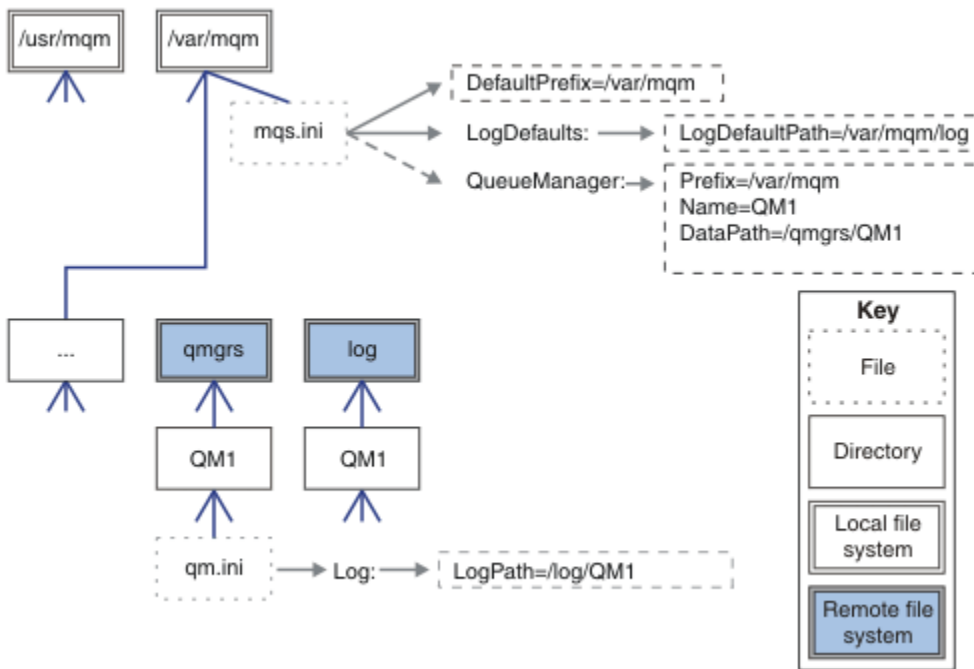 /usr/mqm
/var/mqm
mqs.ini
DefaultPrefix=/var/mqm
LogDefaults:
LogDefaultPath=/var/mqm/log
QueueManager:
Prefix=/var/mqm
Name=QM1
DataPath=/qmgrs/QM1
...
qmgrs
log
QM1
QM1
qm.ini
Log:
LogPath=/log/QM1
Key
File
Directory
Local file
system
Remote file
system